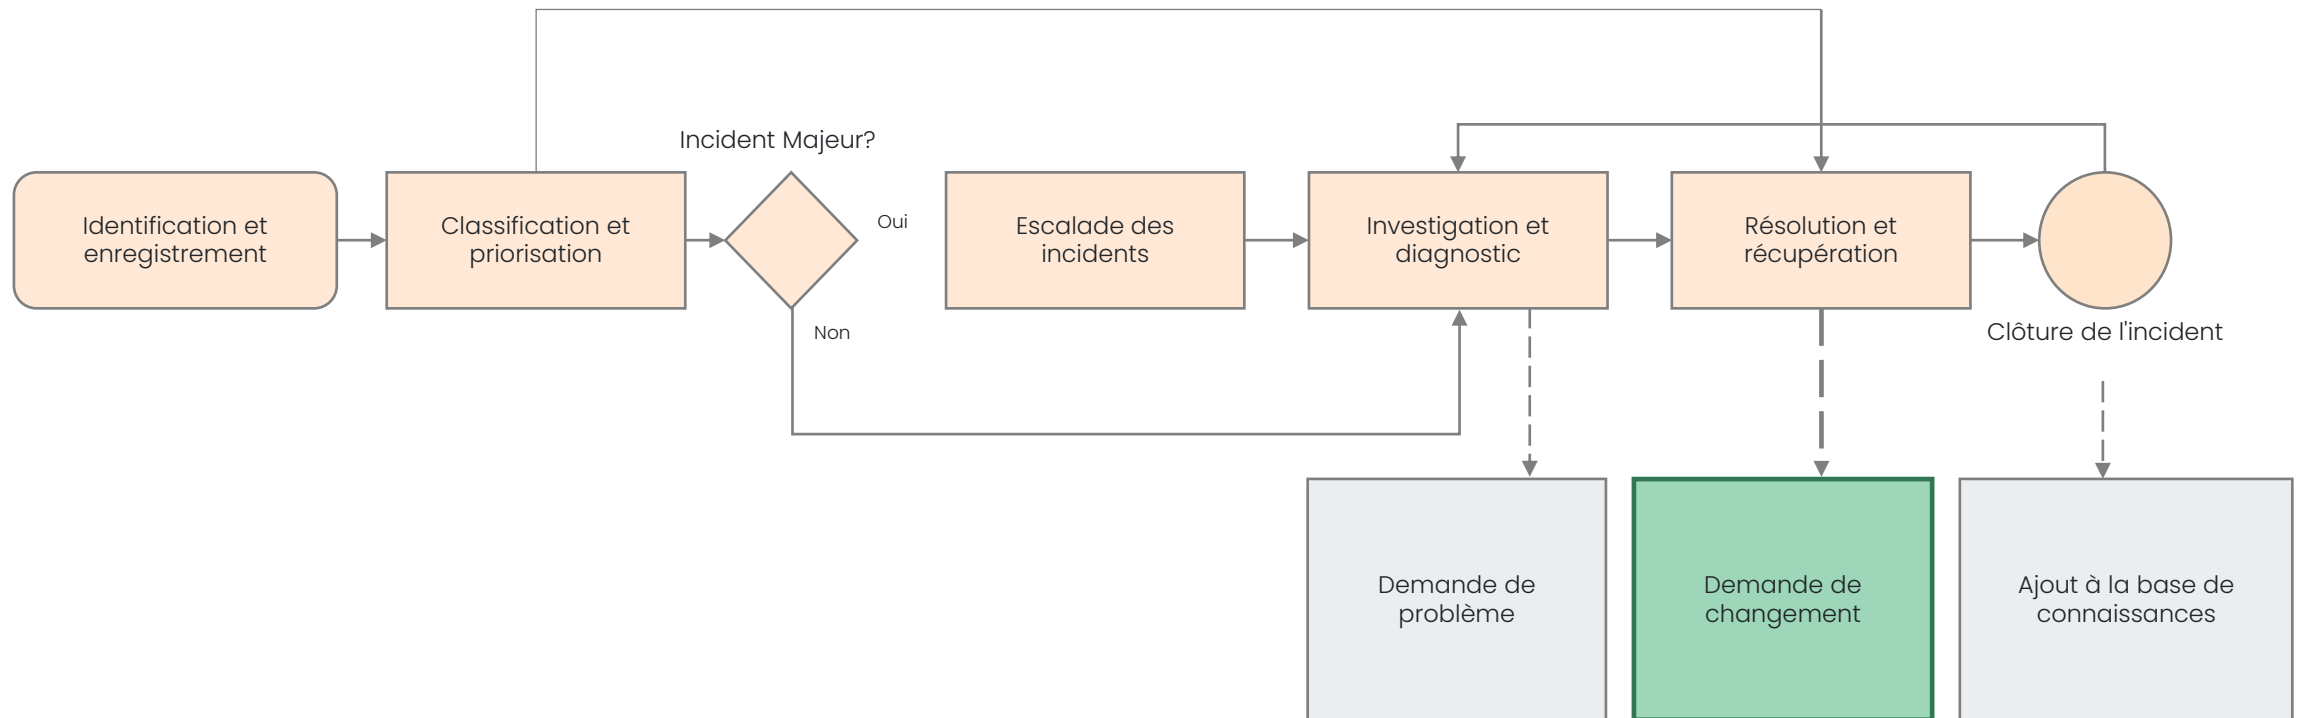 Incident Majeur?
Identification et
enregistrement
Classification et
priorisation
Oui
Non
Escalade des
incidents
Investigation et
diagnostic
Résolution et
récupération
Clôture de l'incident
Demande de
problème
Demande de
changement
Ajout à la base de
connaissances